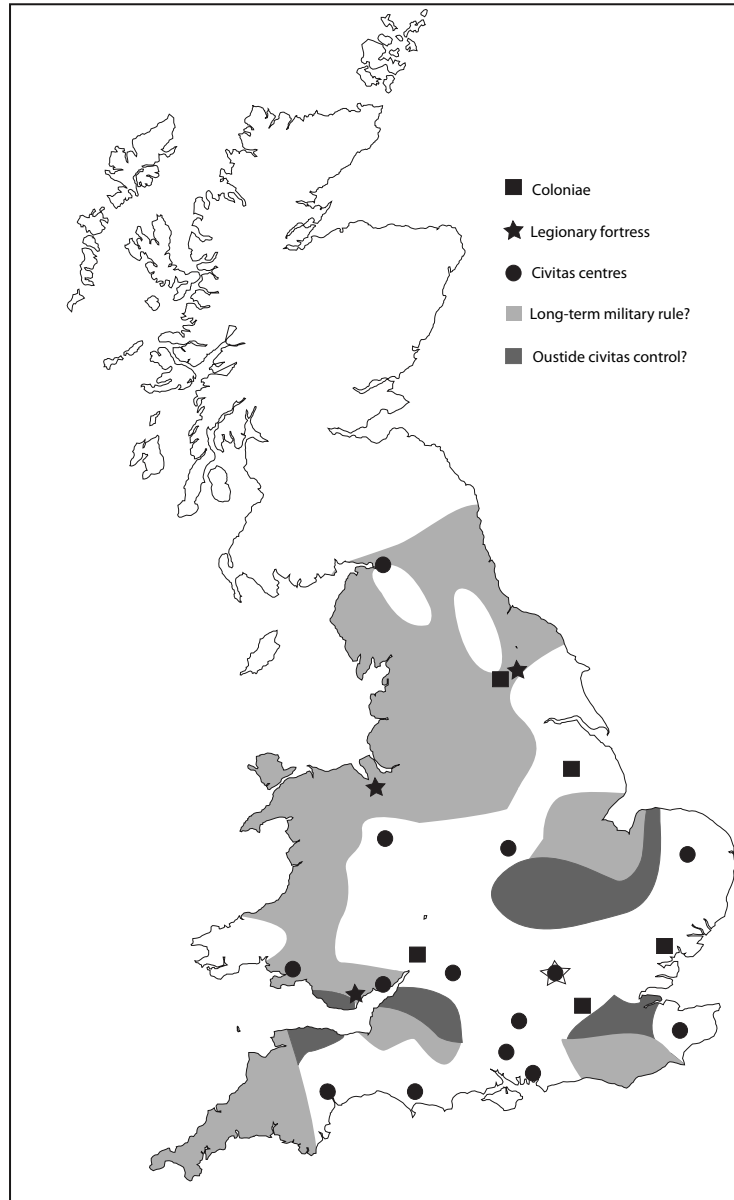 Coloniae
Legionary fortress
Civitas centres
Long-term military rule?
Oustide civitas control?